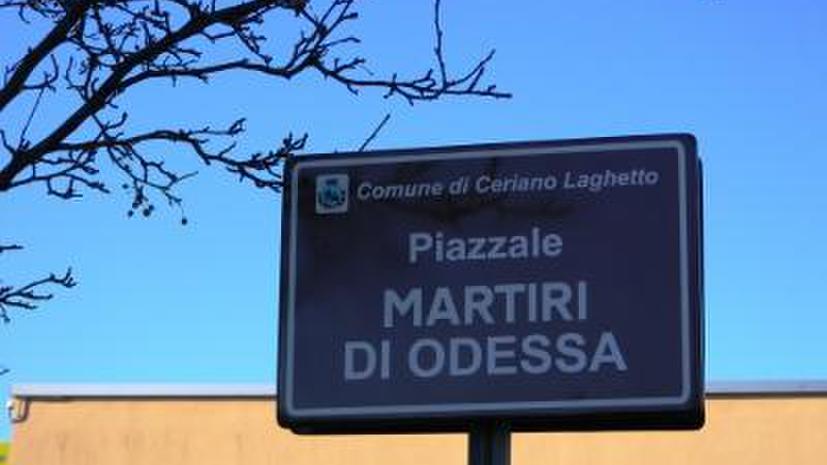 Comune di Ceriano Laghetto
Piazzale
MARTIRI
DI ODESSA